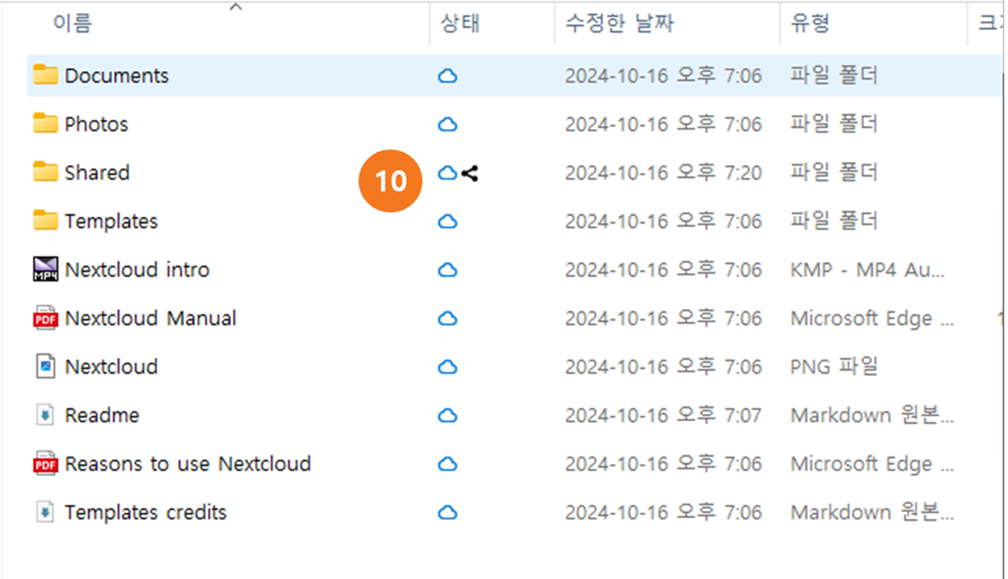 이름 상태 수정한 날짜 유형
Documents 2024-10-16 오후 7:06 파일 폴더
Photos 2024-10-16 오후 7:06 파일 폴더
Shared 10 2024-10-16 오후 7:20 파일 폴더
Templates 2024-10-16 오후 7:06 파일 폴더
MP4 Nextcloud intro 2024-10-16 오후 7:06 KMP - MP4 Au...
PDF Nextcloud Manual 2024-10-16 오후 7:06 Microsoft Edge ...
Nextcloud 2024-10-16 오후 7:06 PNG 파일
Readme 2024-10-16 오후 7:07 Markdown 원본...
PDF Reasons to use Nextcloud 2024-10-16 오후 7:06 Microsoft Edge ...
Templates credits 2024-10-16 오후 7:06 Markdown 원본...